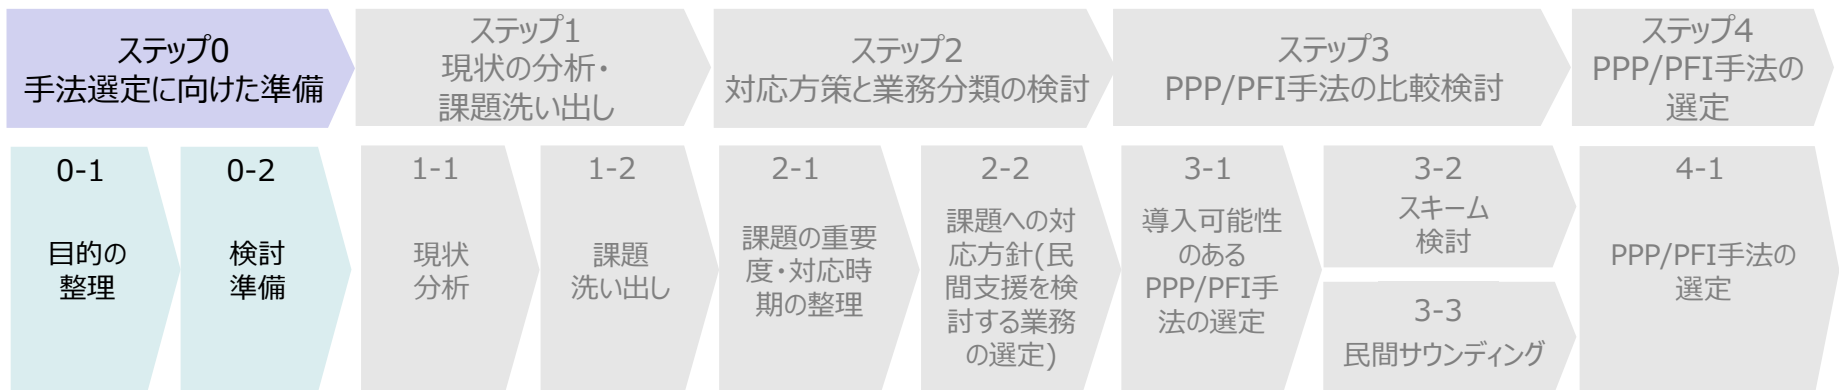 ステップ0
手法選定に向けた準備
ステップ1
現状の分析・
課題洗い出し
ステップ2
対応方策と業務分類の検討
ステップ3
PPP/PFI手法の比較検討
ステップ4
PPP/PFI手法の
選定
0-1
目的の
整理
0-2
検討
準備
1-1
現状
分析
1-2
課題
洗い出し
2-1
課題の重要
度・対応時
期の整理
2-2
課題への対
応方針(民
間支援を検
討する業務
の選定)
3-1
導入可能性
のある
PPP/PFI手
法の選定
3-2
スキーム
検討
3-3
民間サウンディング
4-1
PPP/PFI手法の
選定